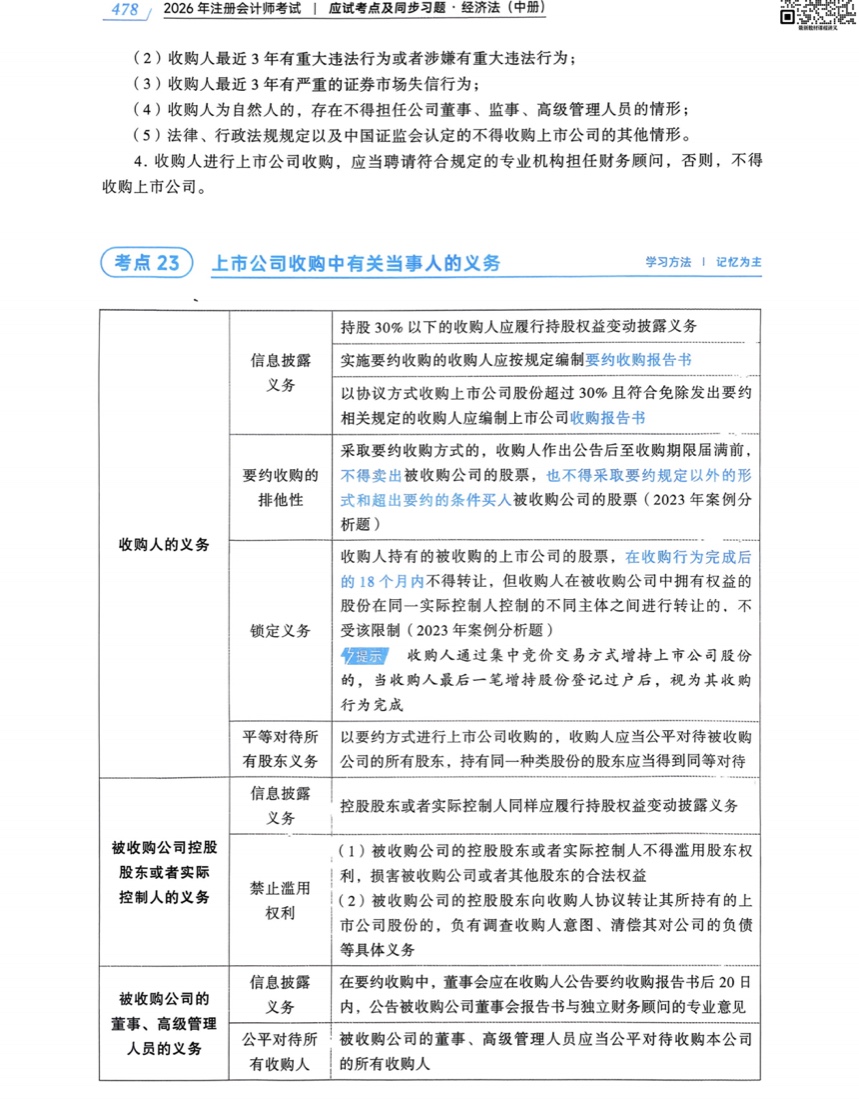 478 2026 年注册会计师考试 | 应试考点及同步习题·经济法（中册）
（2）收购人最近 3 年有重大违法行为或者涉嫌有重大违法行为；
（3）收购人最近 3 年有严重的证券市场失信行为；
（4）收购人为自然人的，存在不得担任公司董事、监事、高级管理人员的情形；
（5）法律、行政法规规定以及中国证监会认定的不得收购上市公司的其他情形。
4. 收购人进行上市公司收购，应当聘请符合规定的专业机构担任财务顾问，否则，不得
收购上市公司。
考点 23 上市公司收购中有关当事人的义务 学习方法 | 记忆为主
收购人的义务
信息披露
义务
持股 30% 以下的收购人应履行持股权益变动披露义务
实施要约收购的收购人应按规定编制要约收购报告书
以协议方式收购上市公司股份超过 30% 且符合免除发出要约
相关规定的收购人应编制上市公司收购报告书
要约收购的
排他性
采取要约收购方式的，收购人作出公告后至收购期限届满前，
不得卖出被收购公司的股票，也不得采取要约规定以外的形
式和超出要约的条件买入被收购公司的股票（2023 年案例分
析题）
锁定义务
收购人持有的被收购的上市公司的股票，在收购行为完成后
的 18 个月内不得转让，但收购人在被收购公司中拥有权益的
股份在同一实际控制人控制的不同主体之间进行转让的，不
受该限制（2023 年案例分析题）
提示 收购人通过集中竞价交易方式增持上市公司股份
的，当收购人最后一笔增持股份登记过户后，视为其收购
行为完成
平等对待所
有股东义务
以要约方式进行上市公司收购的，收购人应当公平对待被收购
公司的所有股东，持有同一种类股份的股东应当得到同等对待
被收购公司控股
股东或者实际
控制人的义务
信息披露
义务
控股股东或者实际控制人同样应履行持股权益变动披露义务
禁止滥用
权利
（1）被收购公司的控股股东或者实际控制人不得滥用股东权
利，损害被收购公司或者其他股东的合法权益
（2）被收购公司的控股股东向收购人协议转让其所持有的上
市公司股份的，负有调查收购人意图、清偿其对公司的负债
等具体义务
被收购公司的
董事、高级管理
人员的义务
信息披露
义务
在要约收购中，董事会应在收购人公告要约收购报告书后 20 日
内，公告被收购公司董事会报告书与独立财务顾问的专业意见
公平对待所
有收购人
被收购公司的董事、高级管理人员应当公平对待收购本公司
的所有收购人